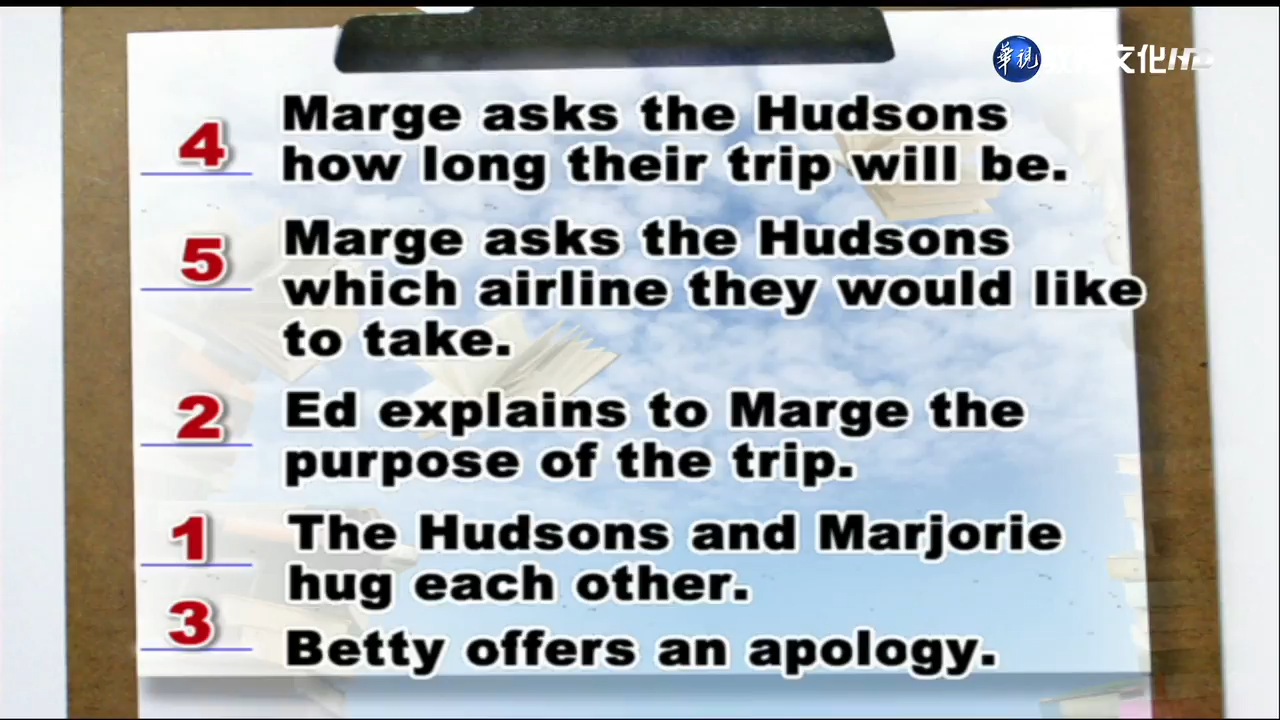 華視 文化HD
4 Marge asks the Hudsons
how long their trip will be.
5 Marge asks the Hudsons
which airline they would like
to take.
2 Ed explains to Marge the
purpose of the trip.
1 The Hudsons and Marjorie
hug each other.
3 Betty offers an apology.